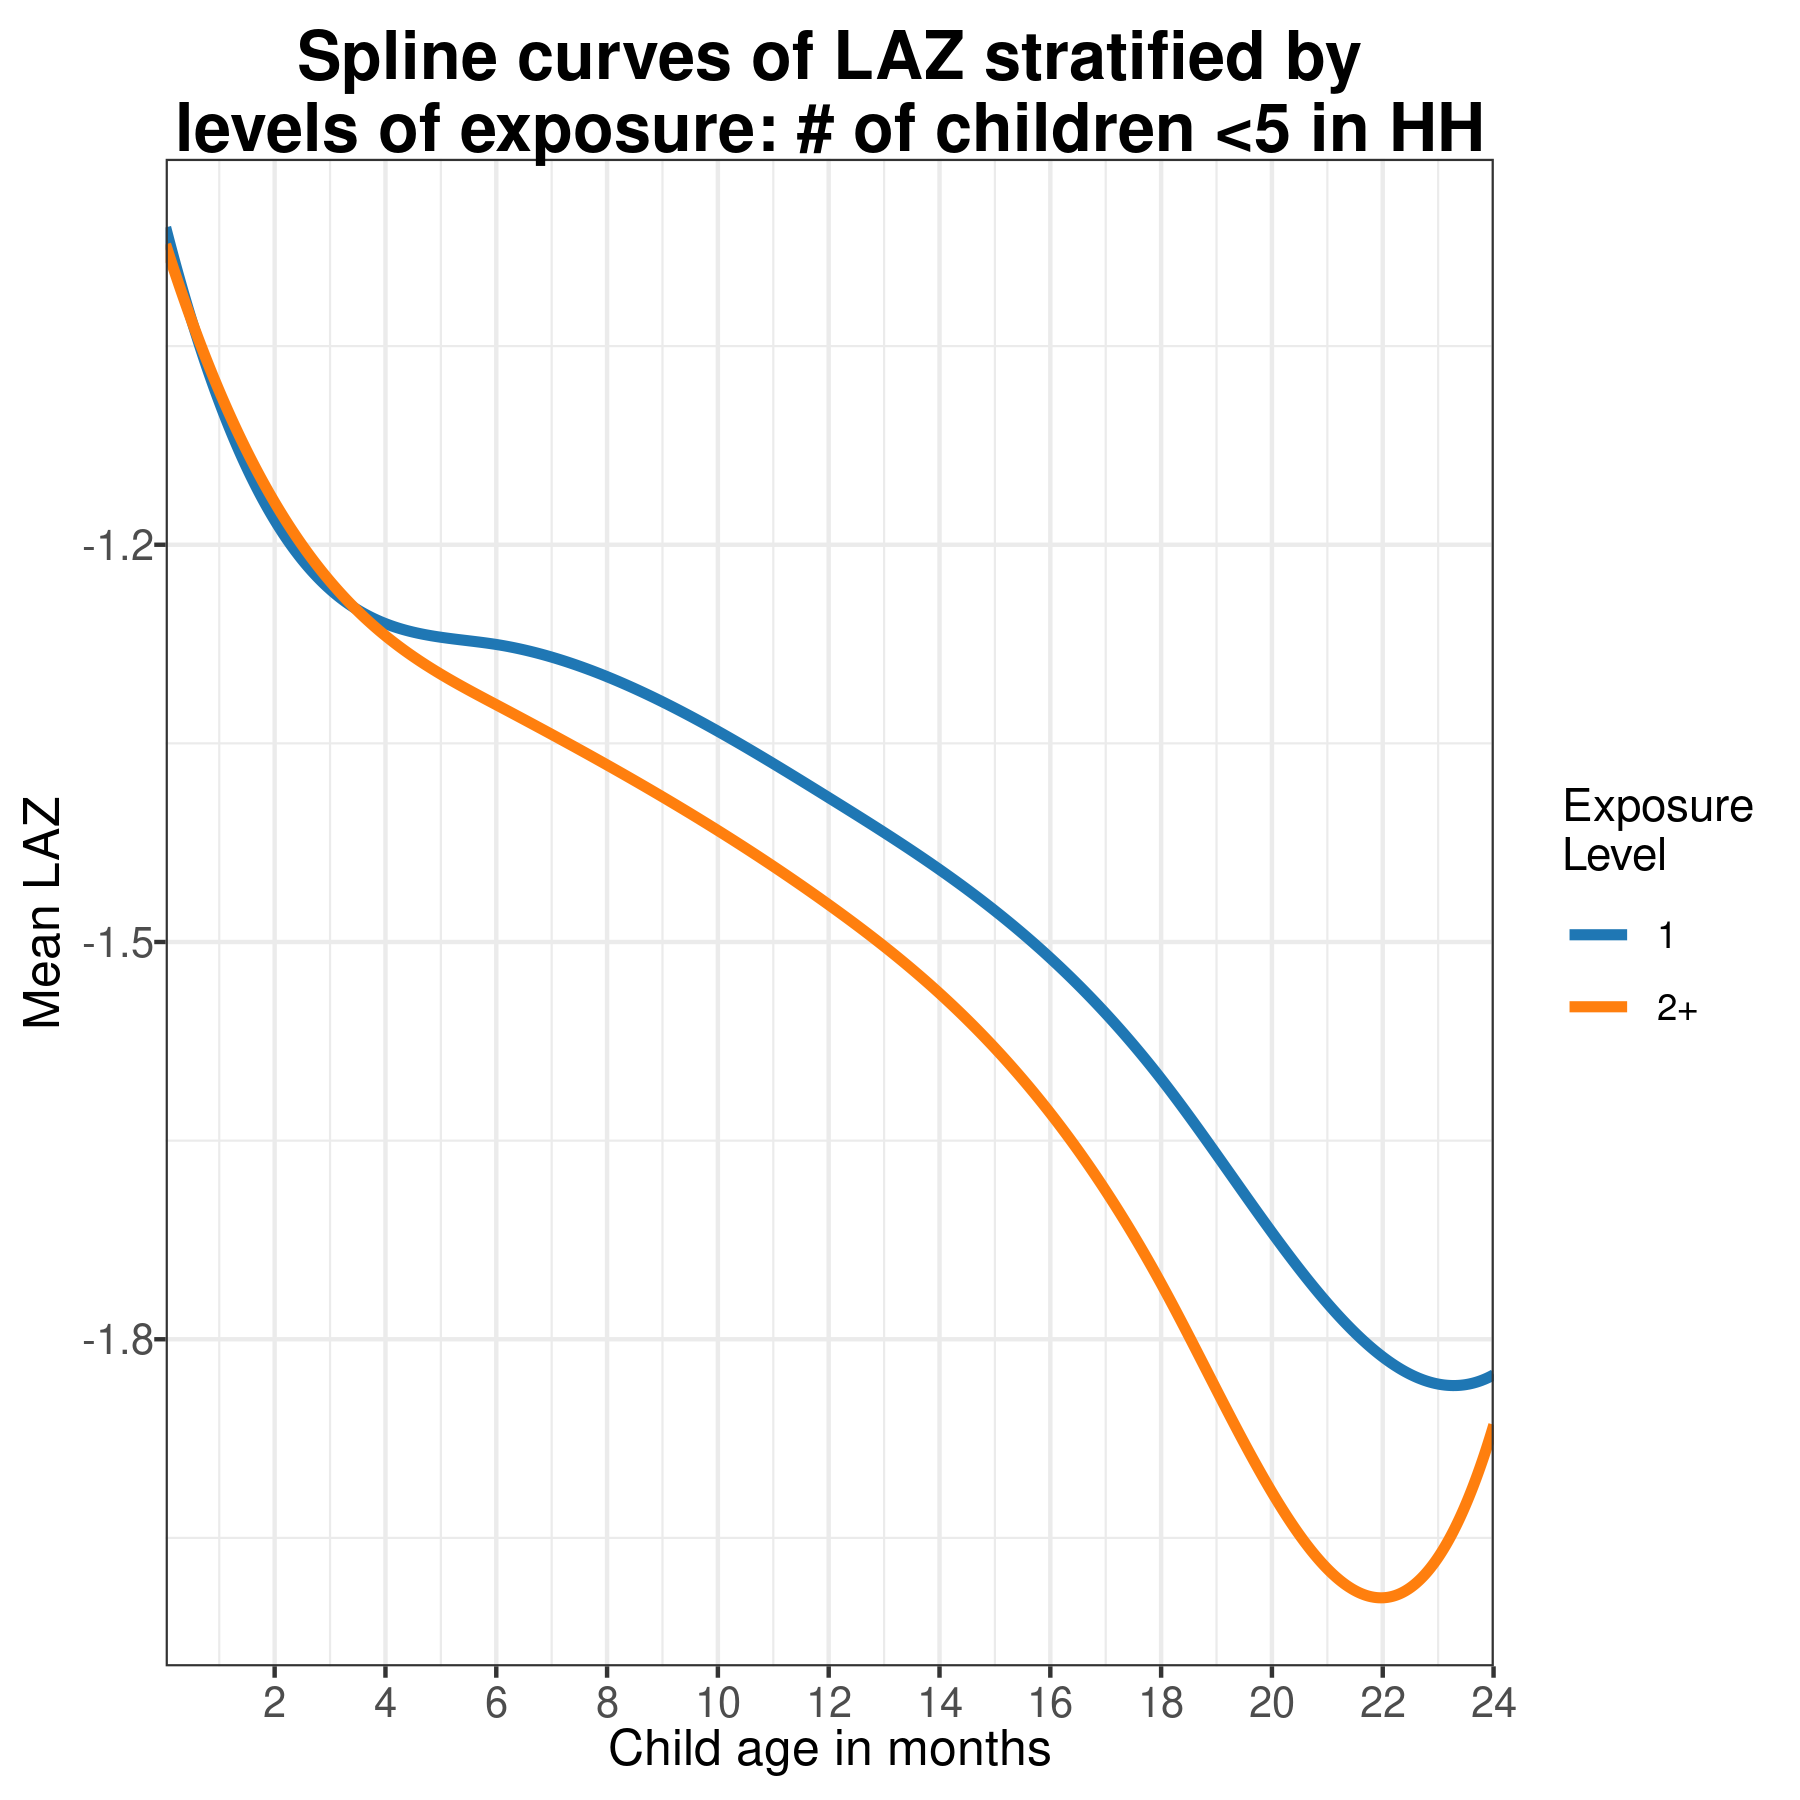 Spline curves of LAZ stratified by
levels of exposure: # of children <5 in HH
Mean LAZ
-1.2
-1.5
-1.8
2 4 6 8 10 12 14 16 18 20 22 24
Child age in months
Exposure
Level
1
2+